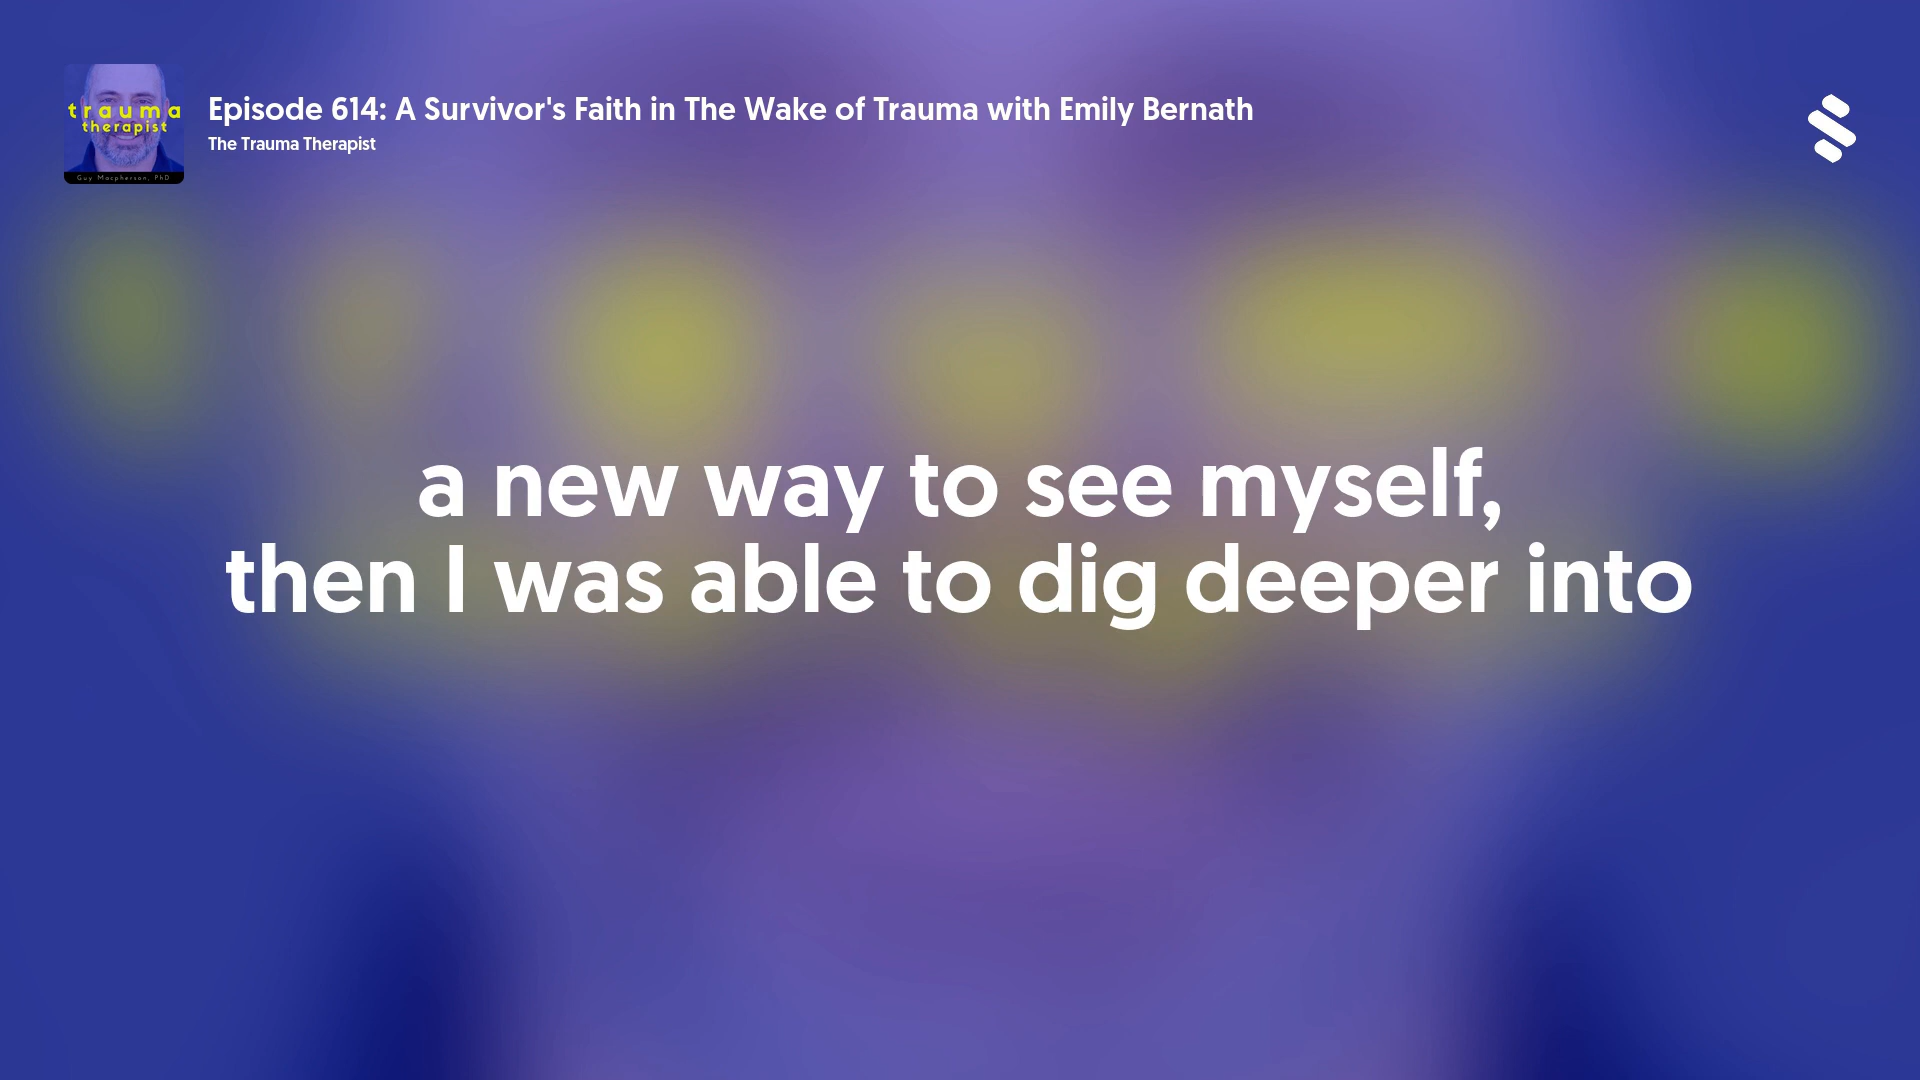 trauma
therapist
Guy Macpherson, PhD
Episode 614: A Survivor's Faith in The Wake of Trauma with Emily Bernath
The Trauma Therapist
a new way to see myself,
then I was able to dig deeper into